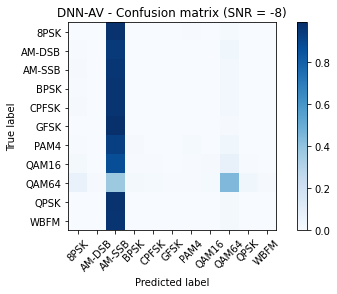 DNN-AV - Confusion matrix (SNR = -8)
True label
8PSK
AM-DSB
AM-SSB
BPSK
CPFSK
GFSK
PAM4
QAM16
QAM64
QPSK
WBFM
8PSK
AM-DSB
AM-SSB
BPSK
CPFSK
GFSK
PAM4
QAM16
QAM64
QPSK
WBFM
Predicted label
0.8
0.6
0.4
0.2
0.0